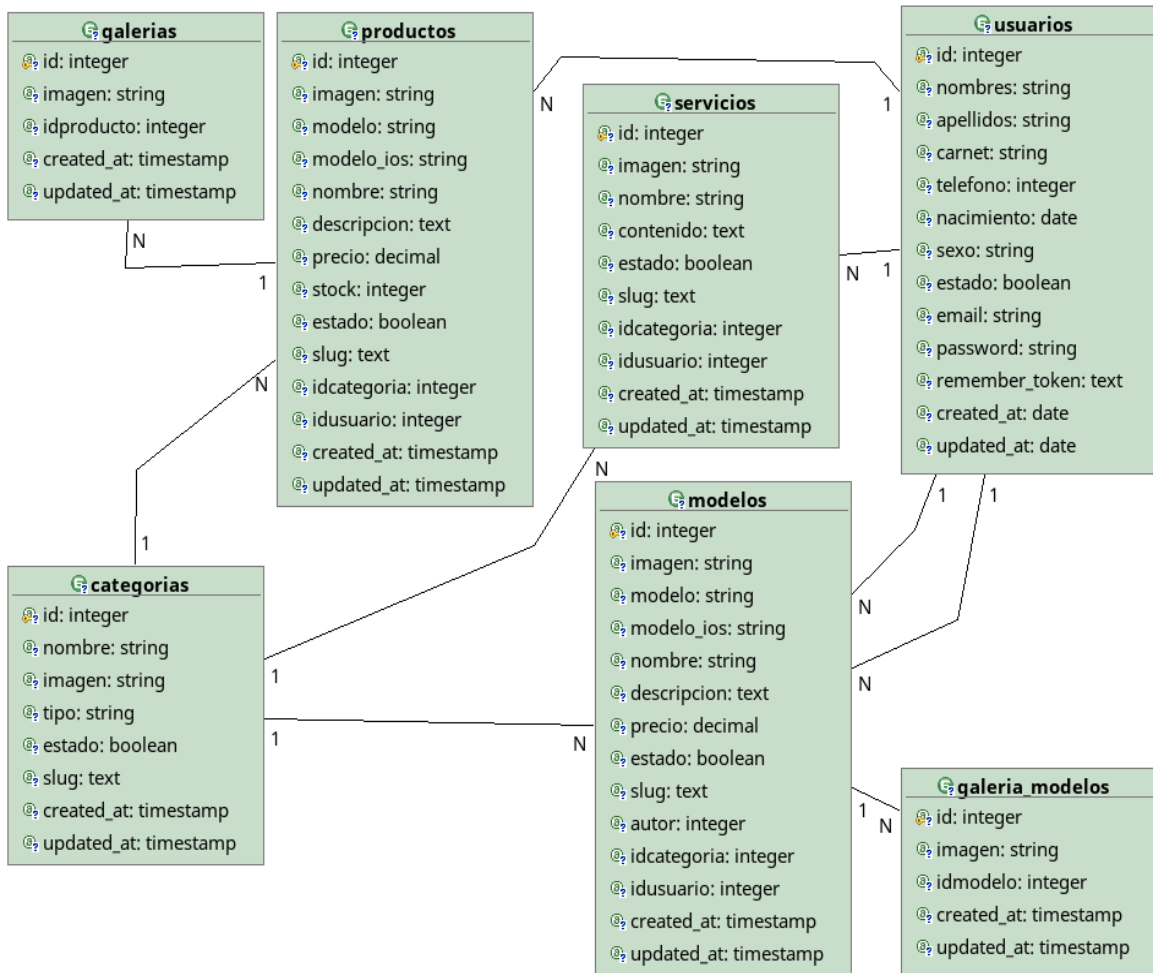 galerias
id: integer
imagen: string
idproducto: integer
created_at: timestamp
updated_at: timestamp
productos
id: integer
imagen: string
modelo: string
modelo_ios: string
nombre: string
descripcion: text
precio: decimal
stock: integer
estado: boolean
slug: text
idcategoria: integer
idusuario: integer
created_at: timestamp
updated_at: timestamp
servicios
id: integer
imagen: string
nombre: string
contenido: text
estado: boolean
slug: text
idcategoria: integer
idusuario: integer
created_at: timestamp
updated_at: timestamp
usuarios
id: integer
nombres: string
apellidos: string
carnet: string
telefono: integer
nacimiento: date
sexo: string
estado: boolean
email: string
password: string
remember_token: text
created_at: date
updated_at: date
N
1
N
1
N
1
N
1
N
1
1
N
1
N
1
N
1
N
categorias
id: integer
nombre: string
imagen: string
tipo: string
estado: boolean
slug: text
created_at: timestamp
updated_at: timestamp
modelos
id: integer
imagen: string
modelo: string
modelo_ios: string
nombre: string
descripcion: text
precio: decimal
estado: boolean
slug: text
autor: integer
idcategoria: integer
idusuario: integer
created_at: timestamp
updated_at: timestamp
galeria_modelos
id: integer
imagen: string
idmodelo: integer
created_at: timestamp
updated_at: timestamp